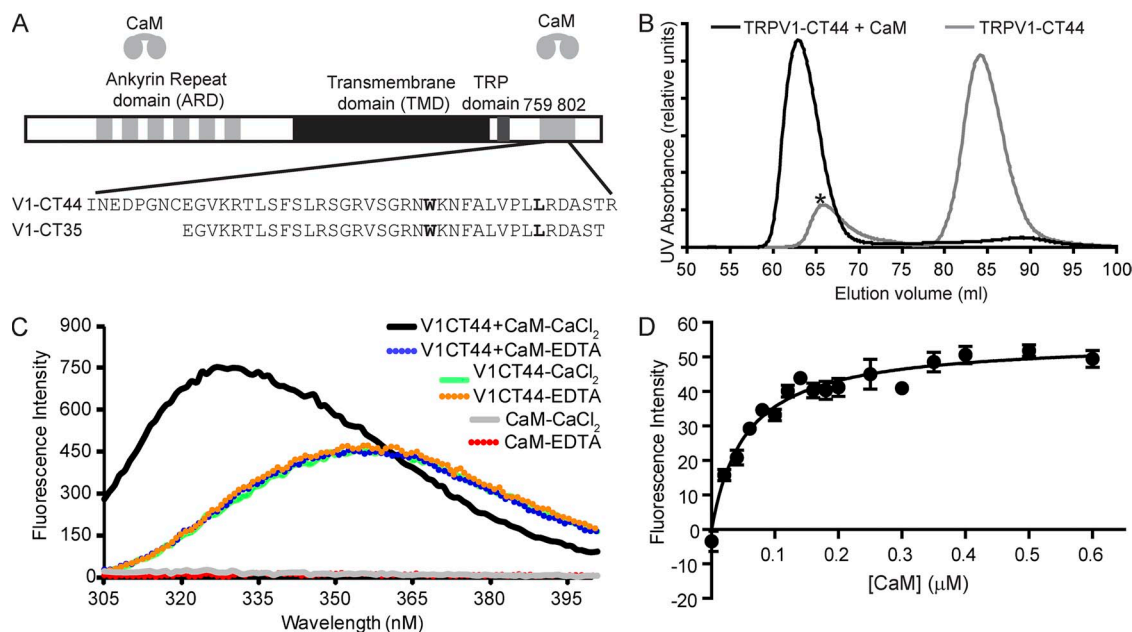 A
CaM
CaM
Ankyrin Repeat
domain (ARD)
Transmembrane
domain (TMD)
TRP
domain
759 802
V1-CT44 INEDPGNCEGVKRTLSFSLRSGRVSGRNWKNFALVPLLRDASTR
V1-CT35 EGVKRTLSFSLRSGRVSGRNWKNFALVPLLRDAST
B
TRPV1-CT44 + CaM
TRPV1-CT44
UV Absorbance (relative units)
*
50 55 60 65 70 75 80 85 90 95 100
Elution volume (ml)
C
V1CT44+CaM-CaCl2
V1CT44+CaM-EDTA
V1CT44-CaCl2
V1CT44-EDTA
CaM-CaCl2
CaM-EDTA
Fluorescence Intensity
900
750
600
450
300
150
0
305 320 335 350 365 380 395
Wavelength (nM)
D
Fluorescence Intensity
60
50
40
30
20
10
0
-10
-20
0.1 0.2 0.3 0.4 0.5 0.6
[CaM] (μM)